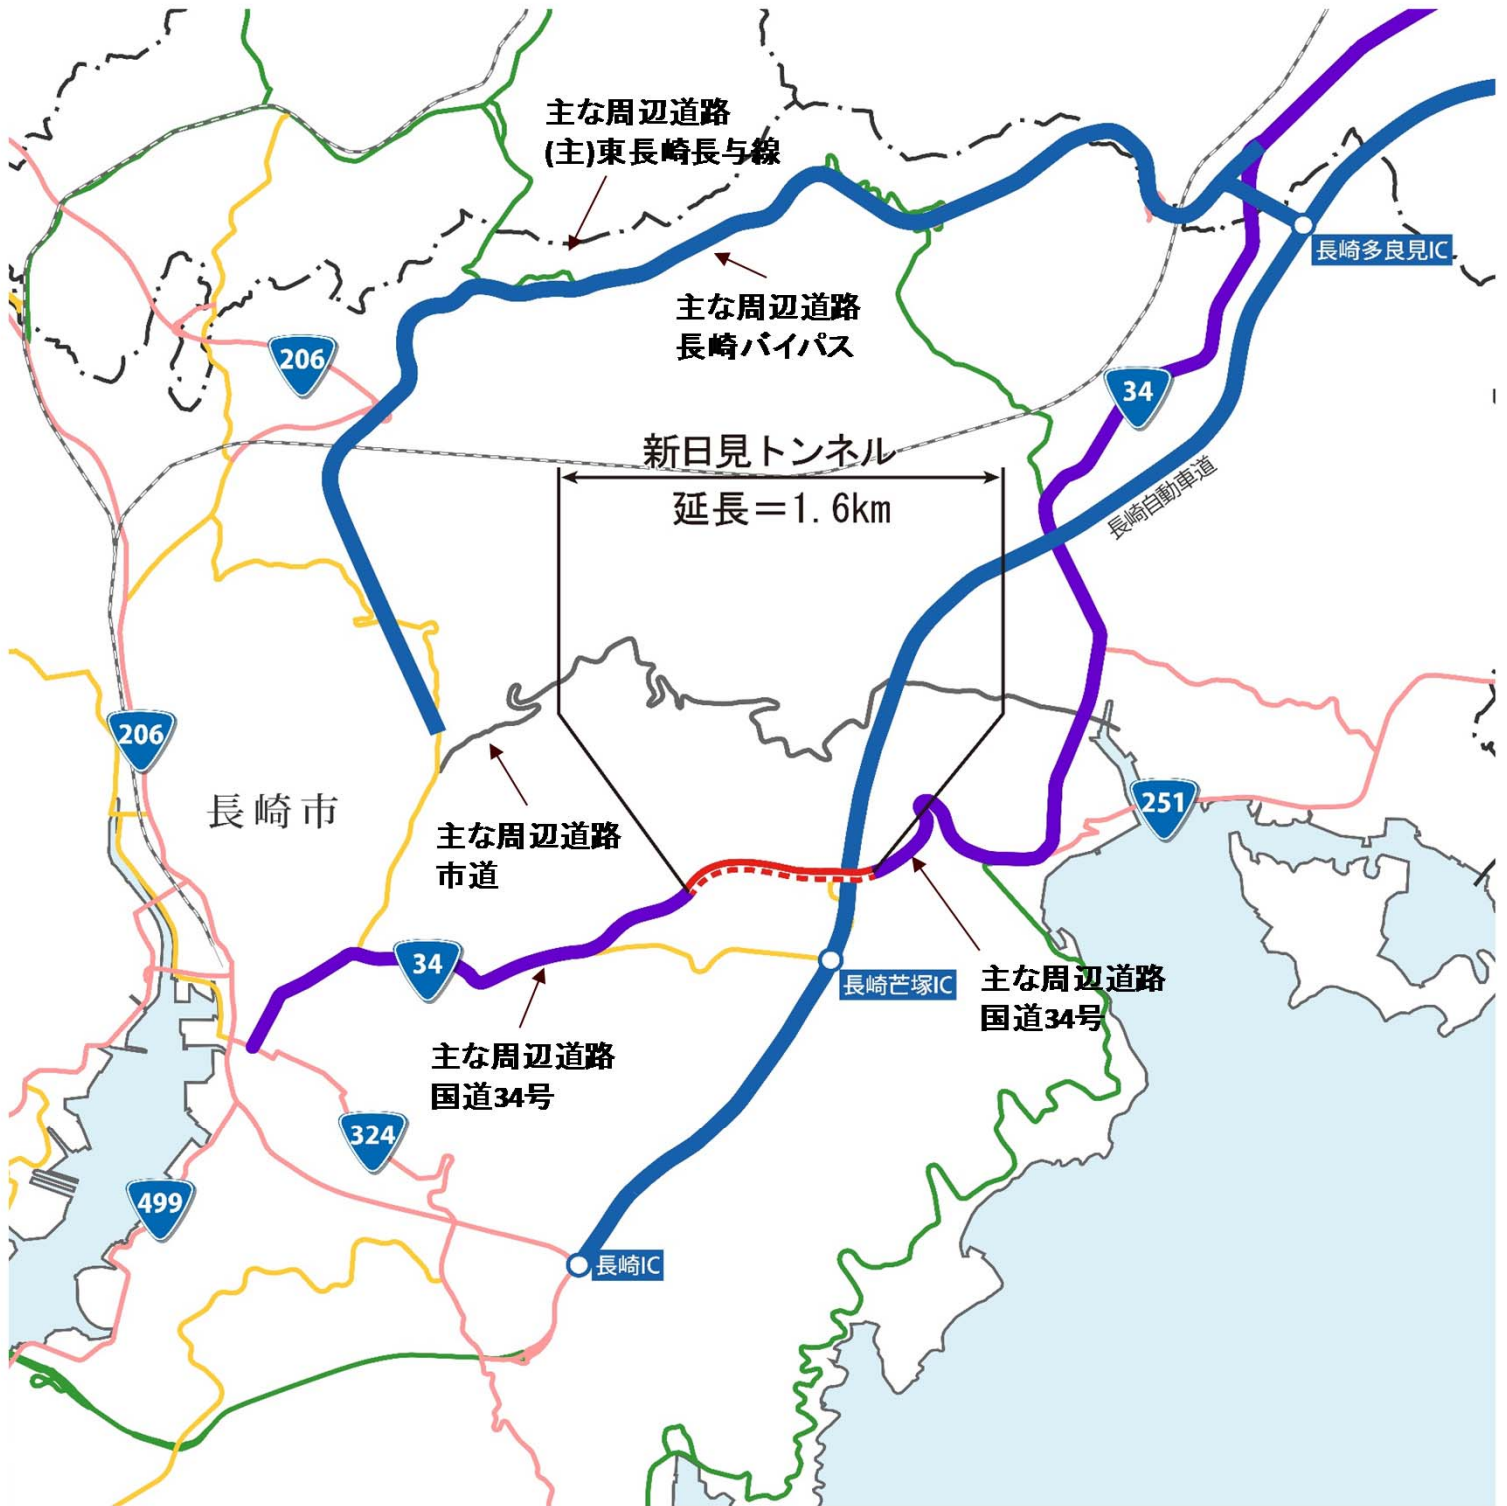 主な周辺道路
(主)東長崎長与線
長崎多良見IC
主な周辺道路
長崎バイパス
206
34
新日見トンネル
延長＝1.6km
長崎自動車道
206
長崎市
251
主な周辺道路
市道
34
長崎芒塚IC
主な周辺道路
国道34号
主な周辺道路
国道34号
324
499
長崎IC